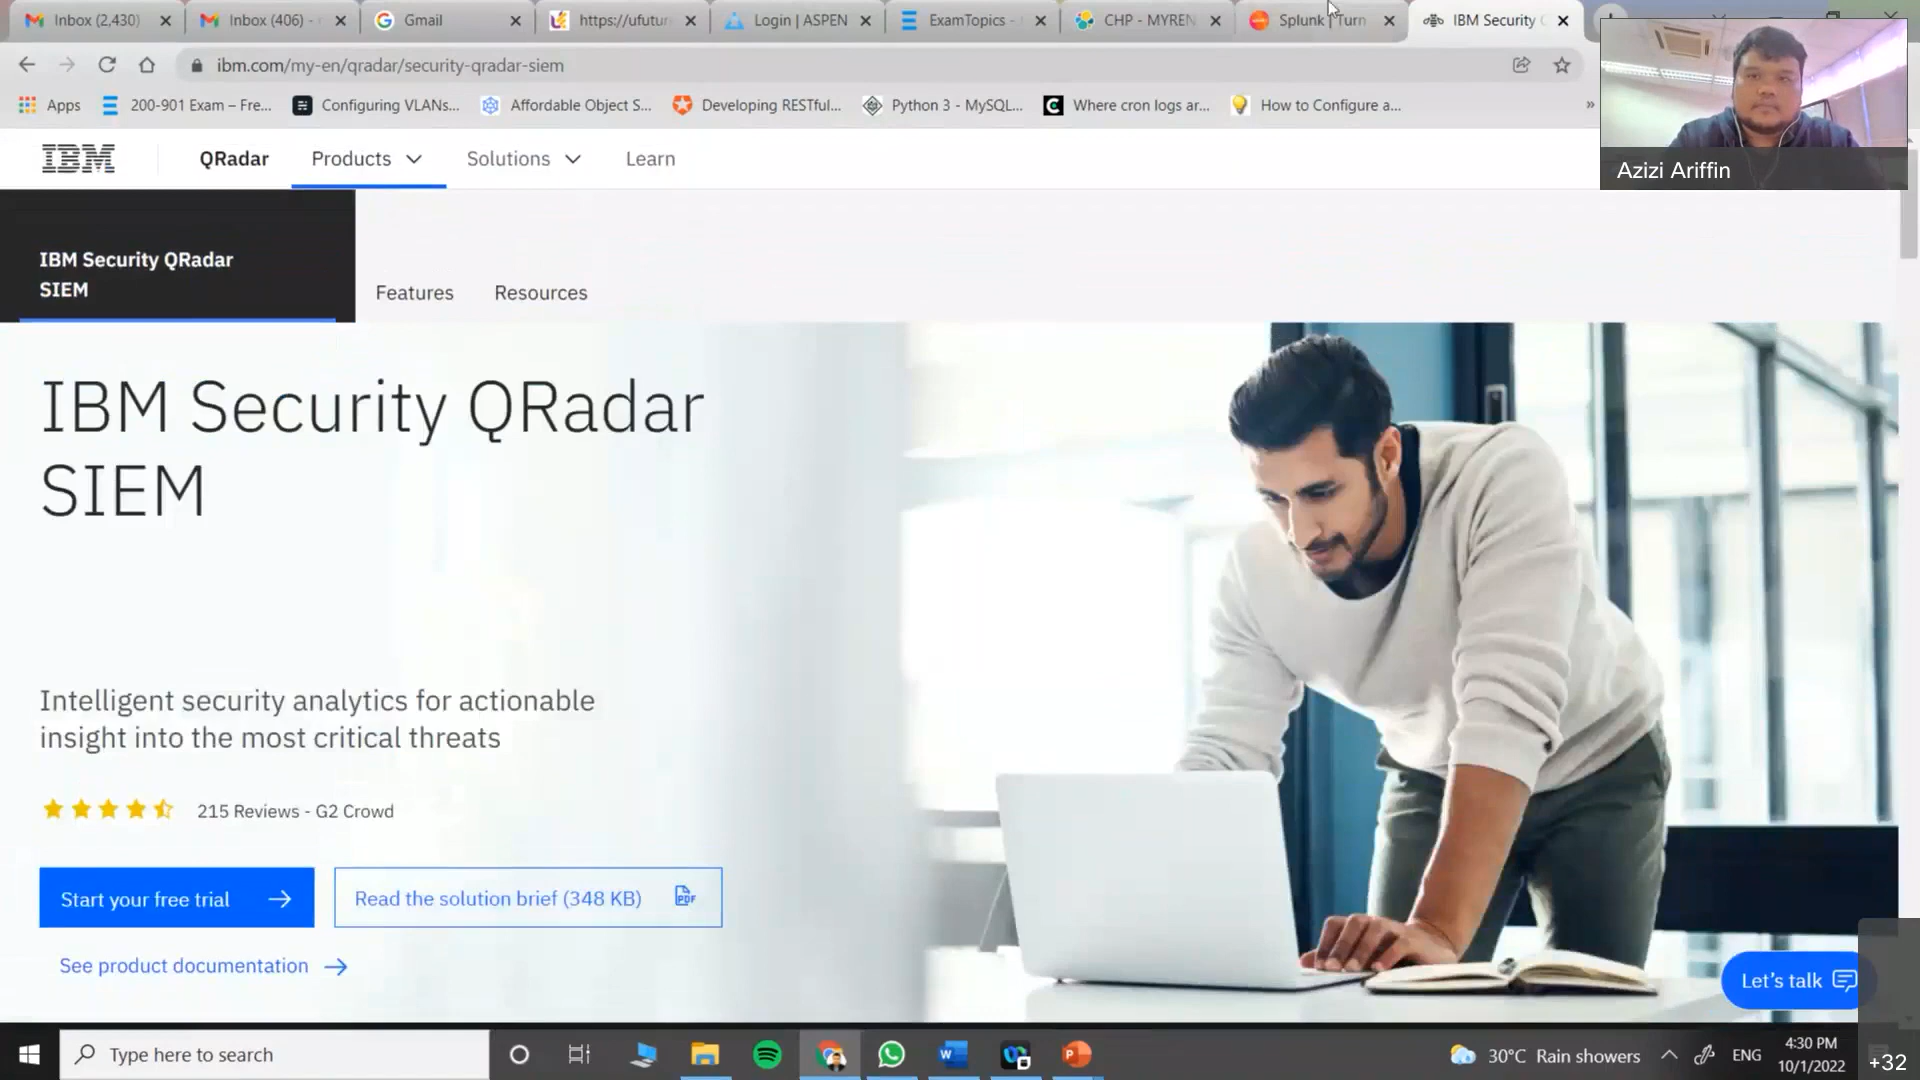 Inbox (2,430)
Inbox (406) -
Gmail
https://ufutur
Login | ASPEN
ExamTopics -
CHP - MYREN
Splunk | Turn
IBM Security
ibm.com/my-en/qradar/security-qradar-siem
Apps
200-901 Exam – Fre...
Configuring VLANs...
Affordable Object S...
Developing RESTful...
Python 3 - MySQL...
Where cron logs ar...
How to Configure a...
»
Azizi Ariffin
IBM
QRadar
Products
Solutions
Learn
IBM Security QRadar
SIEM
Features
Resources
IBM Security QRadar
SIEM
Intelligent security analytics for actionable
insight into the most critical threats
215 Reviews - G2 Crowd
Start your free trial
Read the solution brief (348 KB)
PDF
See product documentation
Let's talk
Type here to search
30°C Rain showers
ENG
4:30 PM
10/1/2022
+32